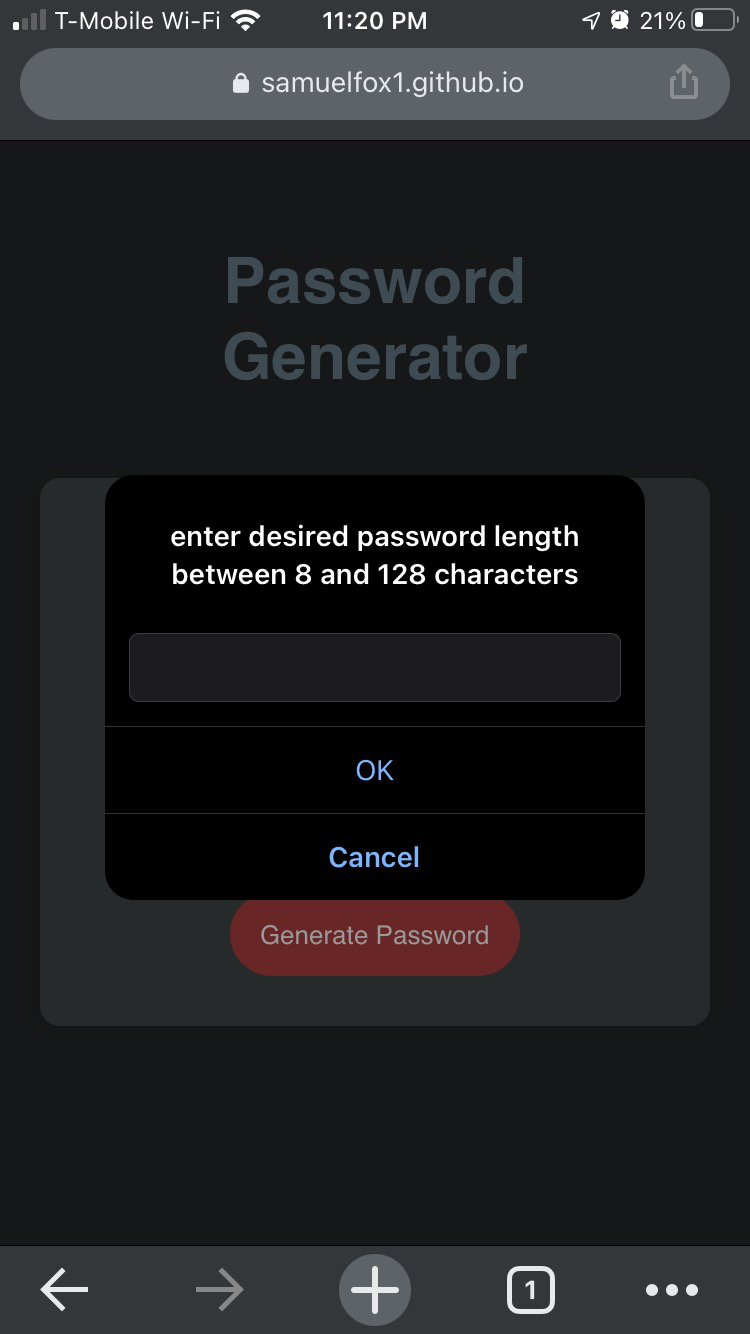 T-Mobile Wi-Fi 11:20 PM 21%
samuelfox1.github.io
Password
Generator
enter desired password length
between 8 and 128 characters
OK
Cancel
Generate Password
1